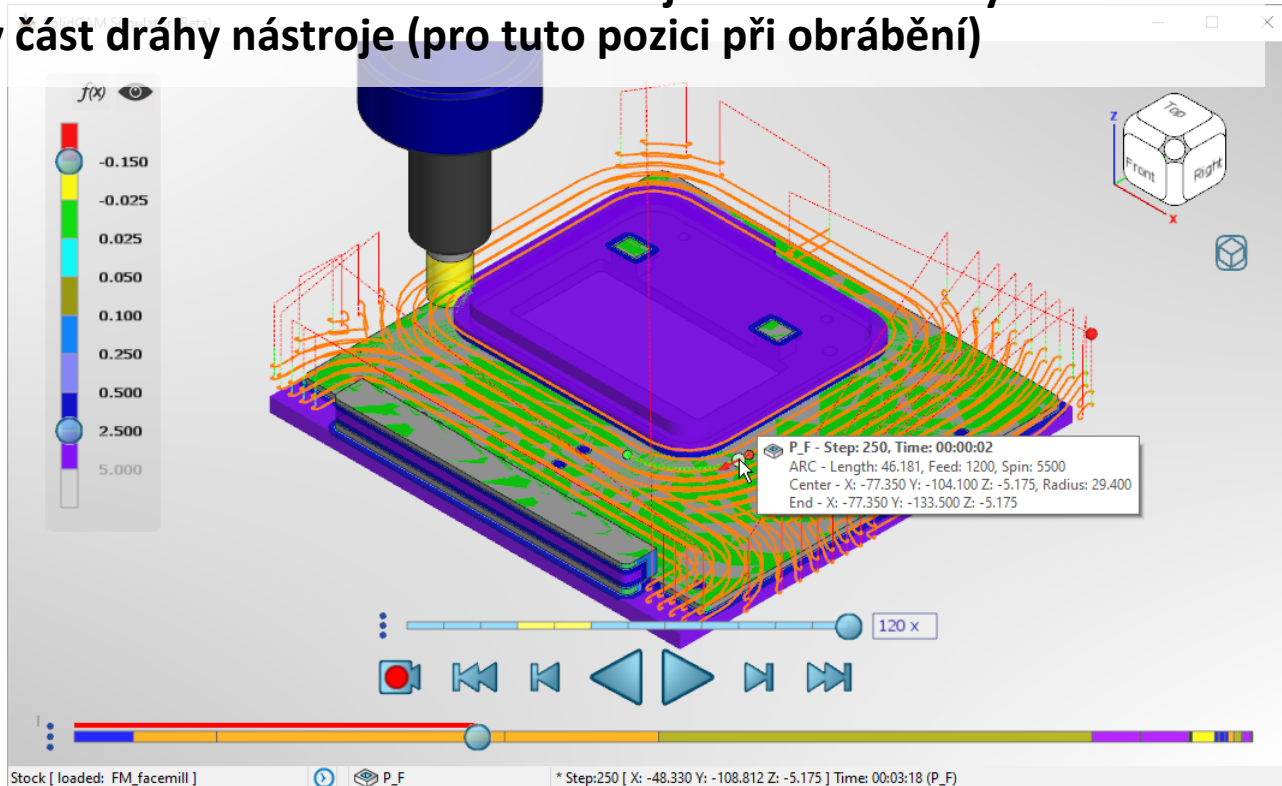 část dráhy nástroje (pro tuto pozici při obrábění)
f(x)
-0.150
-0.025
0.025
0.050
0.100
0.250
0.500
2.500
5.000
Top
Front
Right
Z
X
P_F - Step: 250, Time: 00:00:02
ARC - Length: 46.181, Feed: 1200, Spin: 5500
Center - X: -77.350 Y: -104.100 Z: -5.175, Radius: 29.400
End - X: -77.350 Y: -133.500 Z: -5.175
120 x
Stock [ loaded: FM_facemill ]
P_F
* Step:250 [ X: -48.330 Y: -108.812 Z: -5.175 ] Time: 00:03:18 (P_F)